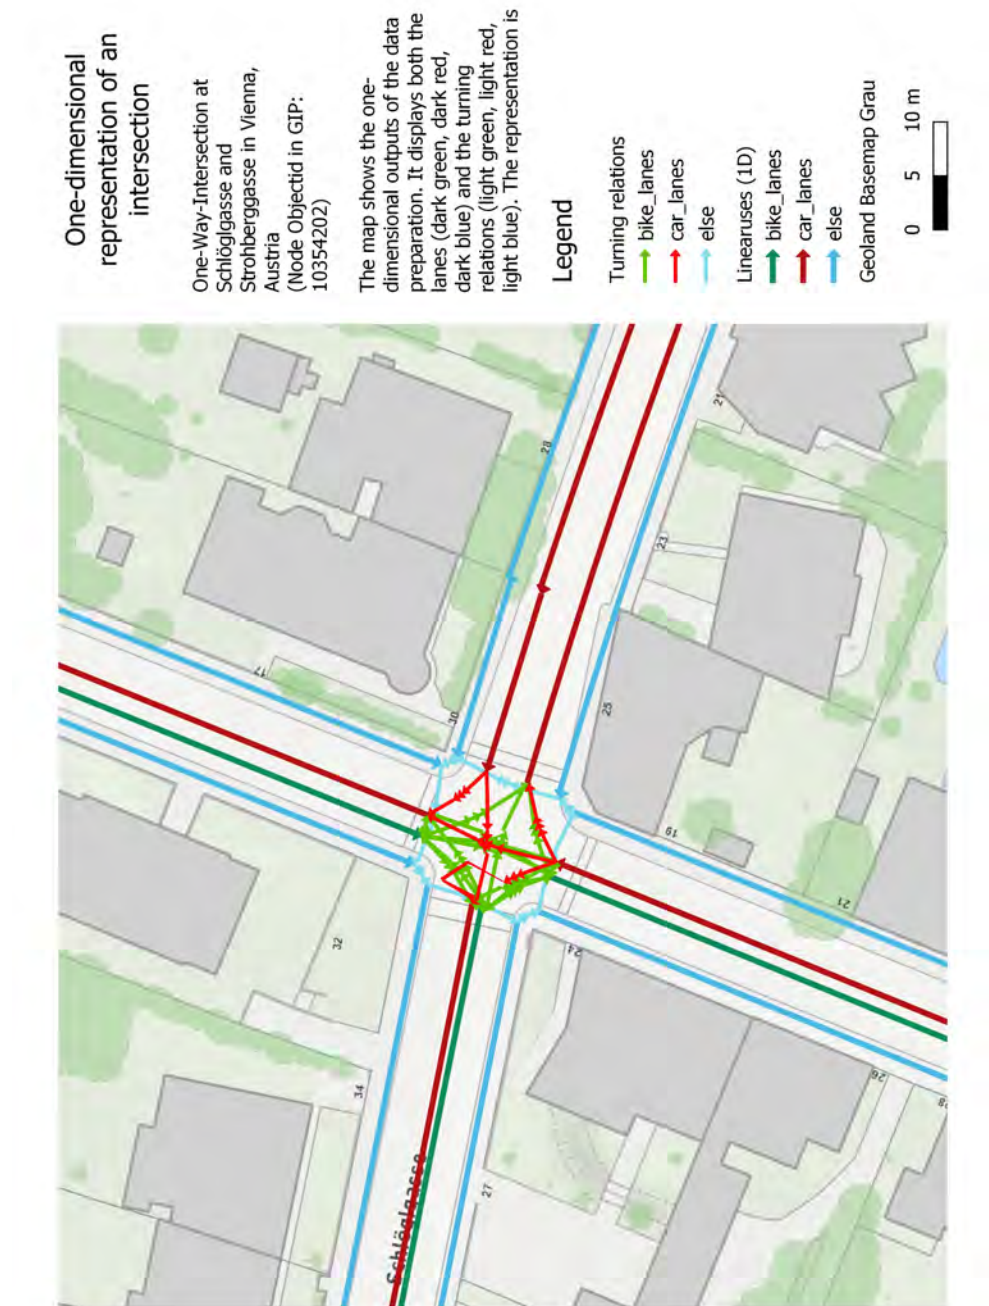 One-dimensional
representation of an
intersection
One-Way-Intersection at
Schlöglgasse and
Strohberggasse in Vienna,
Austria
(Node Objectid in GIP:
10354202)
The map shows the one-
dimensional outputs of the data
preparation. It displays both the
lanes (dark green, dark red,
dark blue) and the turning
relations (light green, light red,
light blue). The representation is
Legend
Turning relations
bike_lanes
car_lanes
else
Linearuses (1D)
bike_lanes
car_lanes
else
Geoland Basemap Grau
0 5 10 m
Schlöglgasse
17
28
30
21
23
25
19
21
32
34
24
26
27